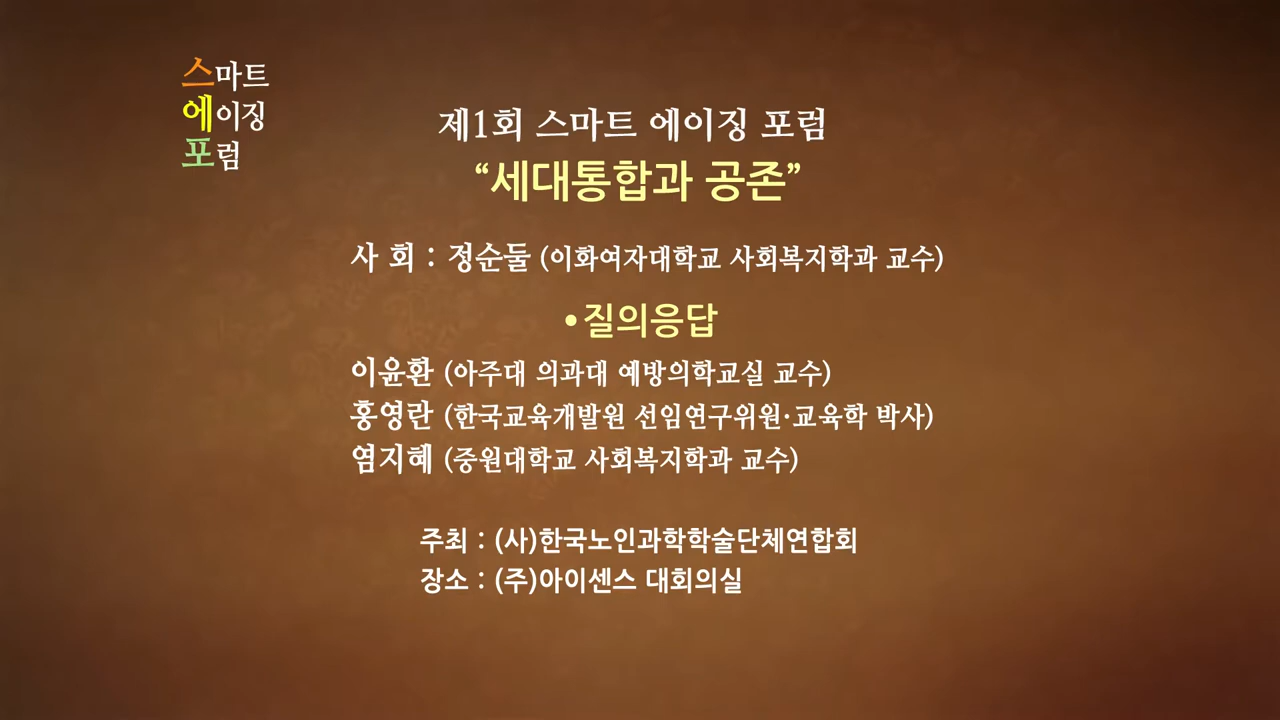 스마트
에이징
포럼
제1회 스마트 에이징 포럼
“세대통합과 공존”
사 회 : 정순둘 (이화여자대학교 사회복지학과 교수)
•질의응답
이윤환 (아주대 의과대 예방의학교실 교수)
홍영란 (한국교육개발원 선임연구위원·교육학 박사)
염지혜 (중원대학교 사회복지학과 교수)
주최 : (사)한국노인과학학술단체연합회
장소 : (주)아이센스 대회의실